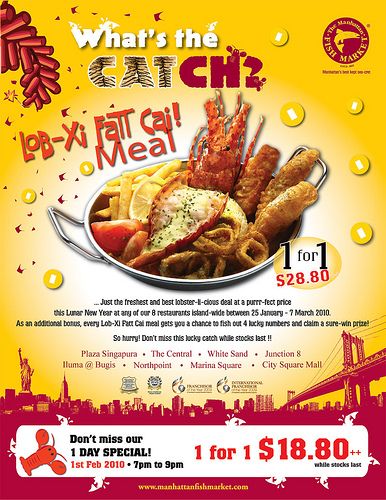 What's the
CATCH?
The Manhattan
FISH MARKET
Manhattan's best kept sea-cret
Lob-Xi Fatt Cai!
Meal
1 for 1
$28.80
... Just the freshest and best lobster-li-cious deal at a purrr-fect price
this Lunar New Year at any of our 8 restaurants island-wide between 25 January - 7 March 2010.
As an additional bonus, every Lob-Xi Fatt Cai meal gets you a chance to fish out 4 lucky numbers and claim a sure-win prize!
So hurry! Don't miss this lucky catch while stocks last !!
Plaza Singapura • The Central • White Sand • Junction 8
Iluma @ Bugis • Northpoint • Marina Square • City Square Mall
FRANCHISOR
INTERNATIONAL
FRANCHISOR
Don't miss our
1 DAY SPECIAL!
1st Feb 2010 • 7pm to 9pm
1 for 1 $18.80++
while stocks last
www.manhattanfishmarket.com